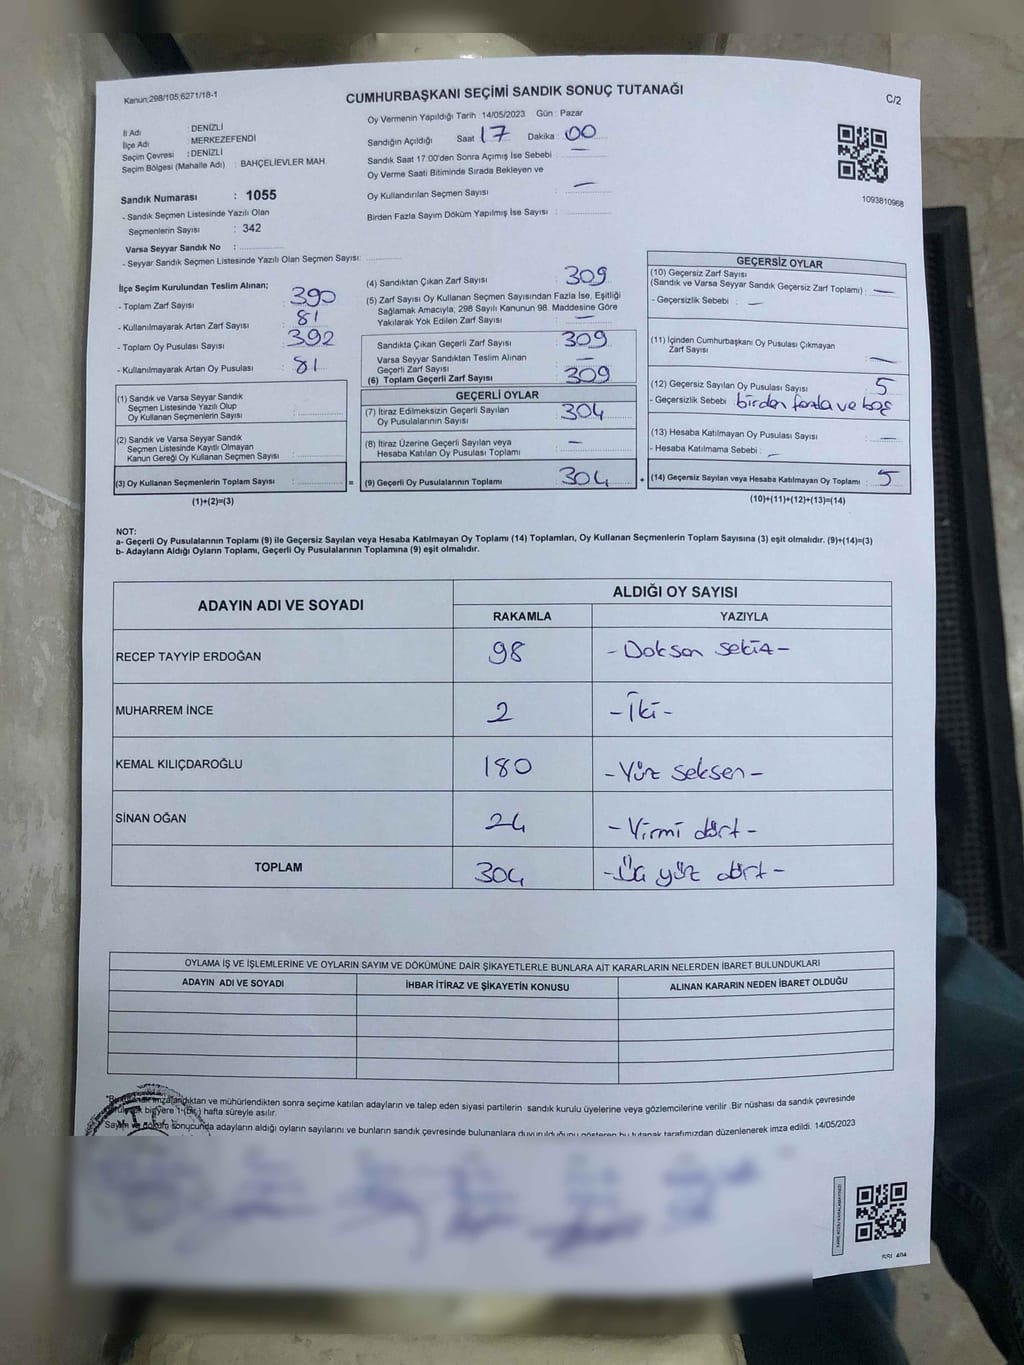 Kanun:298/105;6271/18-1
CUMHURBAŞKANI SEÇİMİ SANDIK SONUÇ TUTANAĞI
C/2
İl Adı : DENİZLİ
İlçe Adı : MERKEZEFENDİ
Seçim Çevresi : DENİZLİ
Seçim Bölgesi (Mahalle Adı) : BAHÇELİEVLER MAH.
Sandık Numarası : 1055
- Sandık Seçmen Listesinde Yazılı Olan
Seçmenlerin Sayısı : 342
Varsa Seyyar Sandık No :
- Seyyar Sandık Seçmen Listesinde Yazılı Olan Seçmen Sayısı:
Oy Vermenin Yapıldığı Tarih :14/05/2023 Gün : Pazar
Sandığın Açıldığı Saat 17 Dakika : 00
Sandık Saat 17:00'den Sonra Açımış İse Sebebi : —
Oy Verme Saati Bitiminde Sırada Bekleyen ve
Oy Kullandırılan Seçmen Sayısı : —
Birden Fazla Sayım Döküm Yapılmış İse Sayısı :
1093810968
İlçe Seçim Kurulundan Teslim Alınan;
- Toplam Zarf Sayısı : 390
- Kullanılmayarak Artan Zarf Sayısı : 81
- Toplam Oy Pusulası Sayısı : 392
- Kullanılmayarak Artan Oy Pusulası : 81
(1) Sandık ve Varsa Seyyar Sandık
Seçmen Listesinde Yazılı Olup
Oy Kullanan Seçmenlerin Sayısı :
(2) Sandık ve Varsa Seyyar Sandık
Seçmen Listesinde Kayıtlı Olmayan
Kanun Gereği Oy Kullanan Seçmen Sayısı :
(3) Oy Kullanan Seçmenlerin Toplam Sayısı :
(1)+(2)=(3)
(4) Sandıktan Çıkan Zarf Sayısı : 309
(5) Zarf Sayısı Oy Kullanan Seçmen Sayısından Fazla İse, Eşitliği
Sağlamak Amacıyla, 298 Sayılı Kanunun 98. Maddesine Göre
Yakılarak Yok Edilen Zarf Sayısı : —
Sandıkta Çıkan Geçerli Zarf Sayısı : 309
Varsa Seyyar Sandıktan Teslim Alınan
Geçerli Zarf Sayısı : —
(6) Toplam Geçerli Zarf Sayısı : 309
GEÇERLİ OYLAR
(7) İtiraz Edilmeksizin Geçerli Sayılan
Oy Pusulalarının Sayısı : 304
(8) İtiraz Üzerine Geçerli Sayılan veya
Hesaba Katılan Oy Pusulası Toplamı : —
= (9) Geçerli Oy Pusulalarının Toplamı : 304 +
GEÇERSİZ OYLAR
(10) Geçersiz Zarf Sayısı
(Sandık ve Varsa Seyyar Sandık Geçersiz Zarf Toplamı) : —
- Geçersizlik Sebebi : —
(11) İçinden Cumhurbaşkanı Oy Pusulası Çıkmayan
Zarf Sayısı : —
(12) Geçersiz Sayılan Oy Pusulası Sayısı : 5
- Geçersizlik Sebebi : birden fazla ve boş
(13) Hesaba Katılmayan Oy Pusulası Sayısı : —
- Hesaba Katılmama Sebebi : —
(14) Geçersiz Sayılan veya Hesaba Katılmayan Oy Toplamı : 5
(10)+(11)+(12)+(13)=(14)
NOT:
a- Geçerli Oy Pusulalarının Toplamı (9) ile Geçersiz Sayılan veya Hesaba Katılmayan Oy Toplamı (14) Toplamları, Oy Kullanan Seçmenlerin Toplam Sayısına (3) eşit olmalıdır. (9)+(14)=(3)
b- Adayların Aldığı Oyların Toplamı, Geçerli Oy Pusulalarının Toplamına (9) eşit olmalıdır.
ADAYIN ADI VE SOYADI
ALDIĞI OY SAYISI
RAKAMLA YAZIYLA
RECEP TAYYİP ERDOĞAN 98 -Doksan sekiz-
MUHARREM İNCE 2 -İki-
KEMAL KILIÇDAROĞLU 180 -Yüz seksen-
SİNAN OĞAN 24 -Yirmi dört-
TOPLAM 304 -Üç yüz dört-
OYLAMA İŞ VE İŞLEMLERİNE VE OYLARIN SAYIM VE DÖKÜMÜNE DAİR ŞİKAYETLERLE BUNLARA AİT KARARLARIN NELERDEN İBARET BULUNDUKLARI
ADAYIN ADI VE SOYADI İHBAR İTİRAZ VE ŞİKAYETİN KONUSU ALINAN KARARIN NEDEN İBARET OLDUĞU
imzalandıktan ve mühürlendikten sonra seçime katılan adayların ve talep eden siyasi partilerin sandık kurulu üyelerine veya gözlemcilerine verilir .Bir nüshası da sandık çevresinde
bir yere 1-(bir) hafta süreyle asılır.
Sayım ve döküm sonucunda adayların aldığı oyların sayılarını ve bunların sandık çevresinde bulunanlara duyurulduğunu gösteren bu tutanak tarafımızdan düzenlenerek imza edildi. 14/05/2023